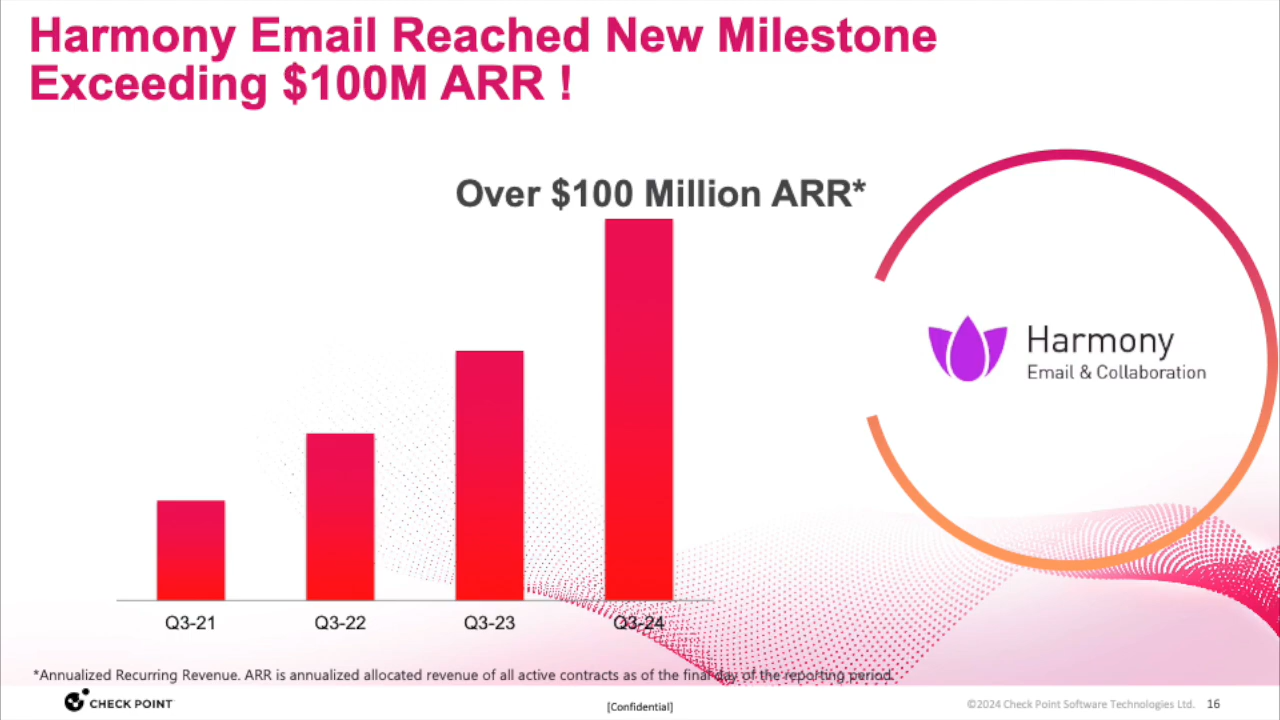 Harmony Email Reached New Milestone
Exceeding $100M ARR !
Over $100 Million ARR*
Harmony
Email & Collaboration
Q3-21 Q3-22 Q3-23 Q3-24
*Annualized Recurring Revenue. ARR is annualized allocated revenue of all active contracts as of the final day of the reporting period.
CHECK POINT
[Confidential]
©2024 Check Point Software Technologies Ltd. 16